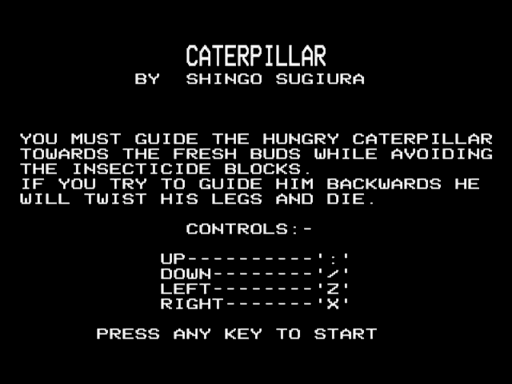 CATERPILLAR
BY SHINGO SUGIURA
YOU MUST GUIDE THE HUNGRY CATERPILLAR
TOWARDS THE FRESH BUDS WHILE AVOIDING
THE INSECTICIDE BLOCKS.
IF YOU TRY TO GUIDE HIM BACKWARDS HE
WILL TWIST HIS LEGS AND DIE.
CONTROLS:-
UP----------':'
DOWN--------'/'
LEFT--------'Z'
RIGHT-------'X'
PRESS ANY KEY TO START